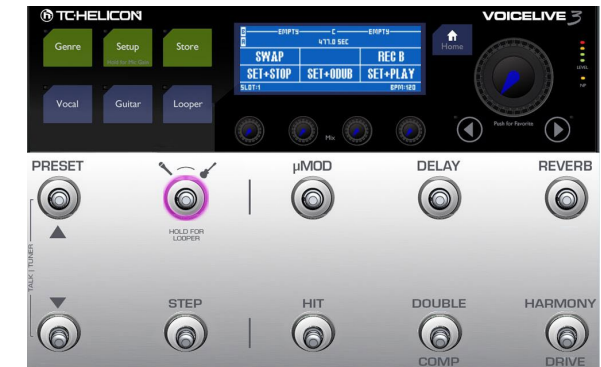 TC·HELICON
VOICELIVE 3
Genre
Setup
Hold for Mic Gain
Store
EMPTY
C
EMPTY
477.0 SEC
SWAP
REC B
SET+STOP
SET+ODUB
SET+PLAY
SLOT:1
BPM:120
Home
LEVEL
Vocal
Guitar
Looper
Mix
Push for Favorite
PRESET
µMOD
DELAY
REVERB
HOLD FOR
LOOPER
TALK | TUNER
STEP
HIT
DOUBLE
HARMONY
COMP
DRIVE